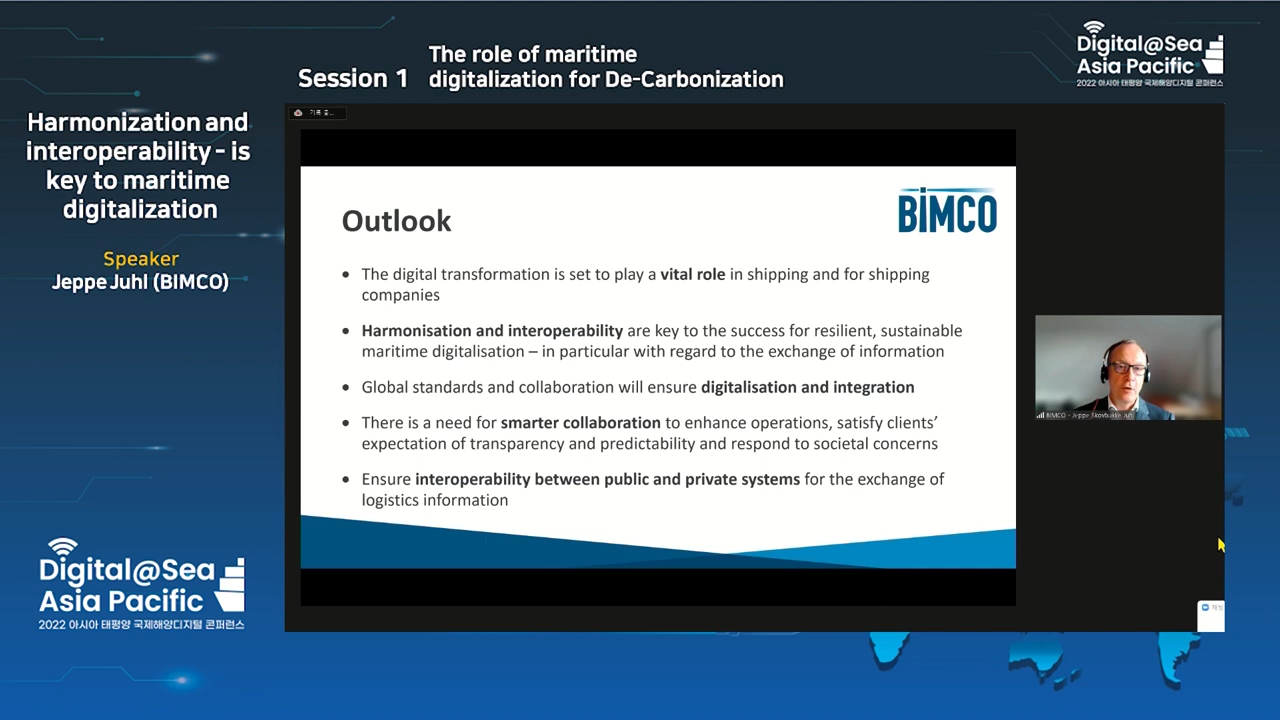 The role of maritime
Session 1 digitalization for De-Carbonization
Digital@Sea
Asia Pacific
2022 아시아 태평양 국제해양디지털 콘퍼런스
Harmonization and
interoperability - is
key to maritime
digitalization
Speaker
Jeppe Juhl (BIMCO)
BIMCO
Outlook
• The digital transformation is set to play a vital role in shipping and for shipping
companies
• Harmonisation and interoperability are key to the success for resilient, sustainable
maritime digitalisation – in particular with regard to the exchange of information
• Global standards and collaboration will ensure digitalisation and integration
• There is a need for smarter collaboration to enhance operations, satisfy clients’
expectation of transparency and predictability and respond to societal concerns
• Ensure interoperability between public and private systems for the exchange of
logistics information
BIMCO - Jeppe Skovbakke Juhl
Digital@Sea
Asia Pacific
2022 아시아 태평양 국제해양디지털 콘퍼런스